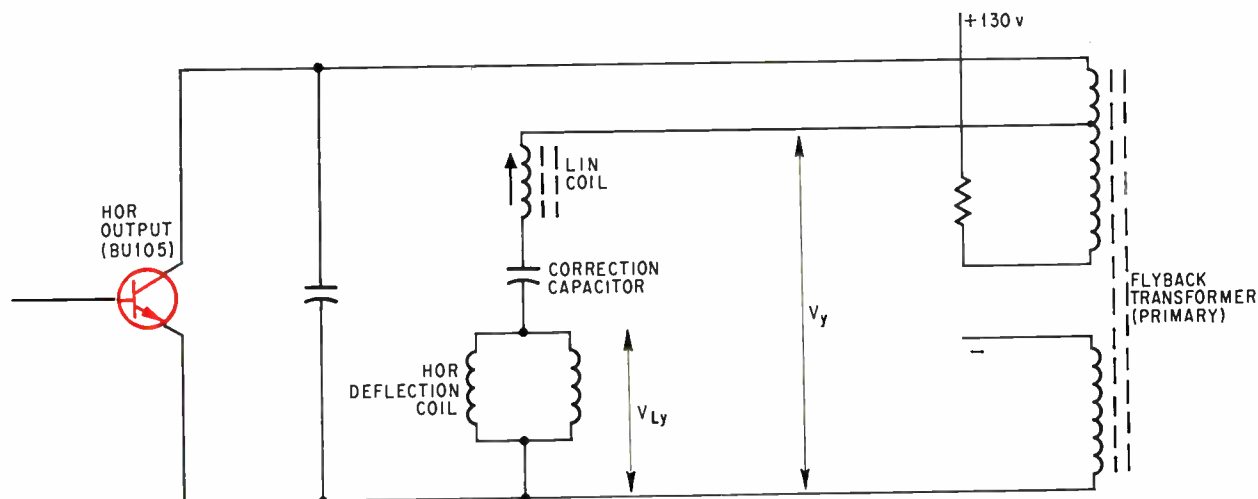 +130 v
LIN
COIL
HOR
OUTPUT
(BU105)
CORRECTION
CAPACITOR
FLYBACK
TRANSFORMER
(PRIMARY)
Vy
HOR
DEFLECTION
COIL
VLy
−